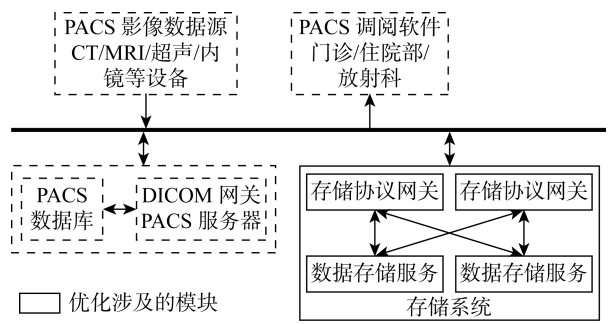 PACS 影像数据源
CT/MRI/超声/内
镜等设备
PACS 调阅软件
门诊/住院部/
放射科
PACS
数据库
DICOM 网关
PACS 服务器
存储协议网关
存储协议网关
数据存储服务
数据存储服务
存储系统
优化涉及的模块